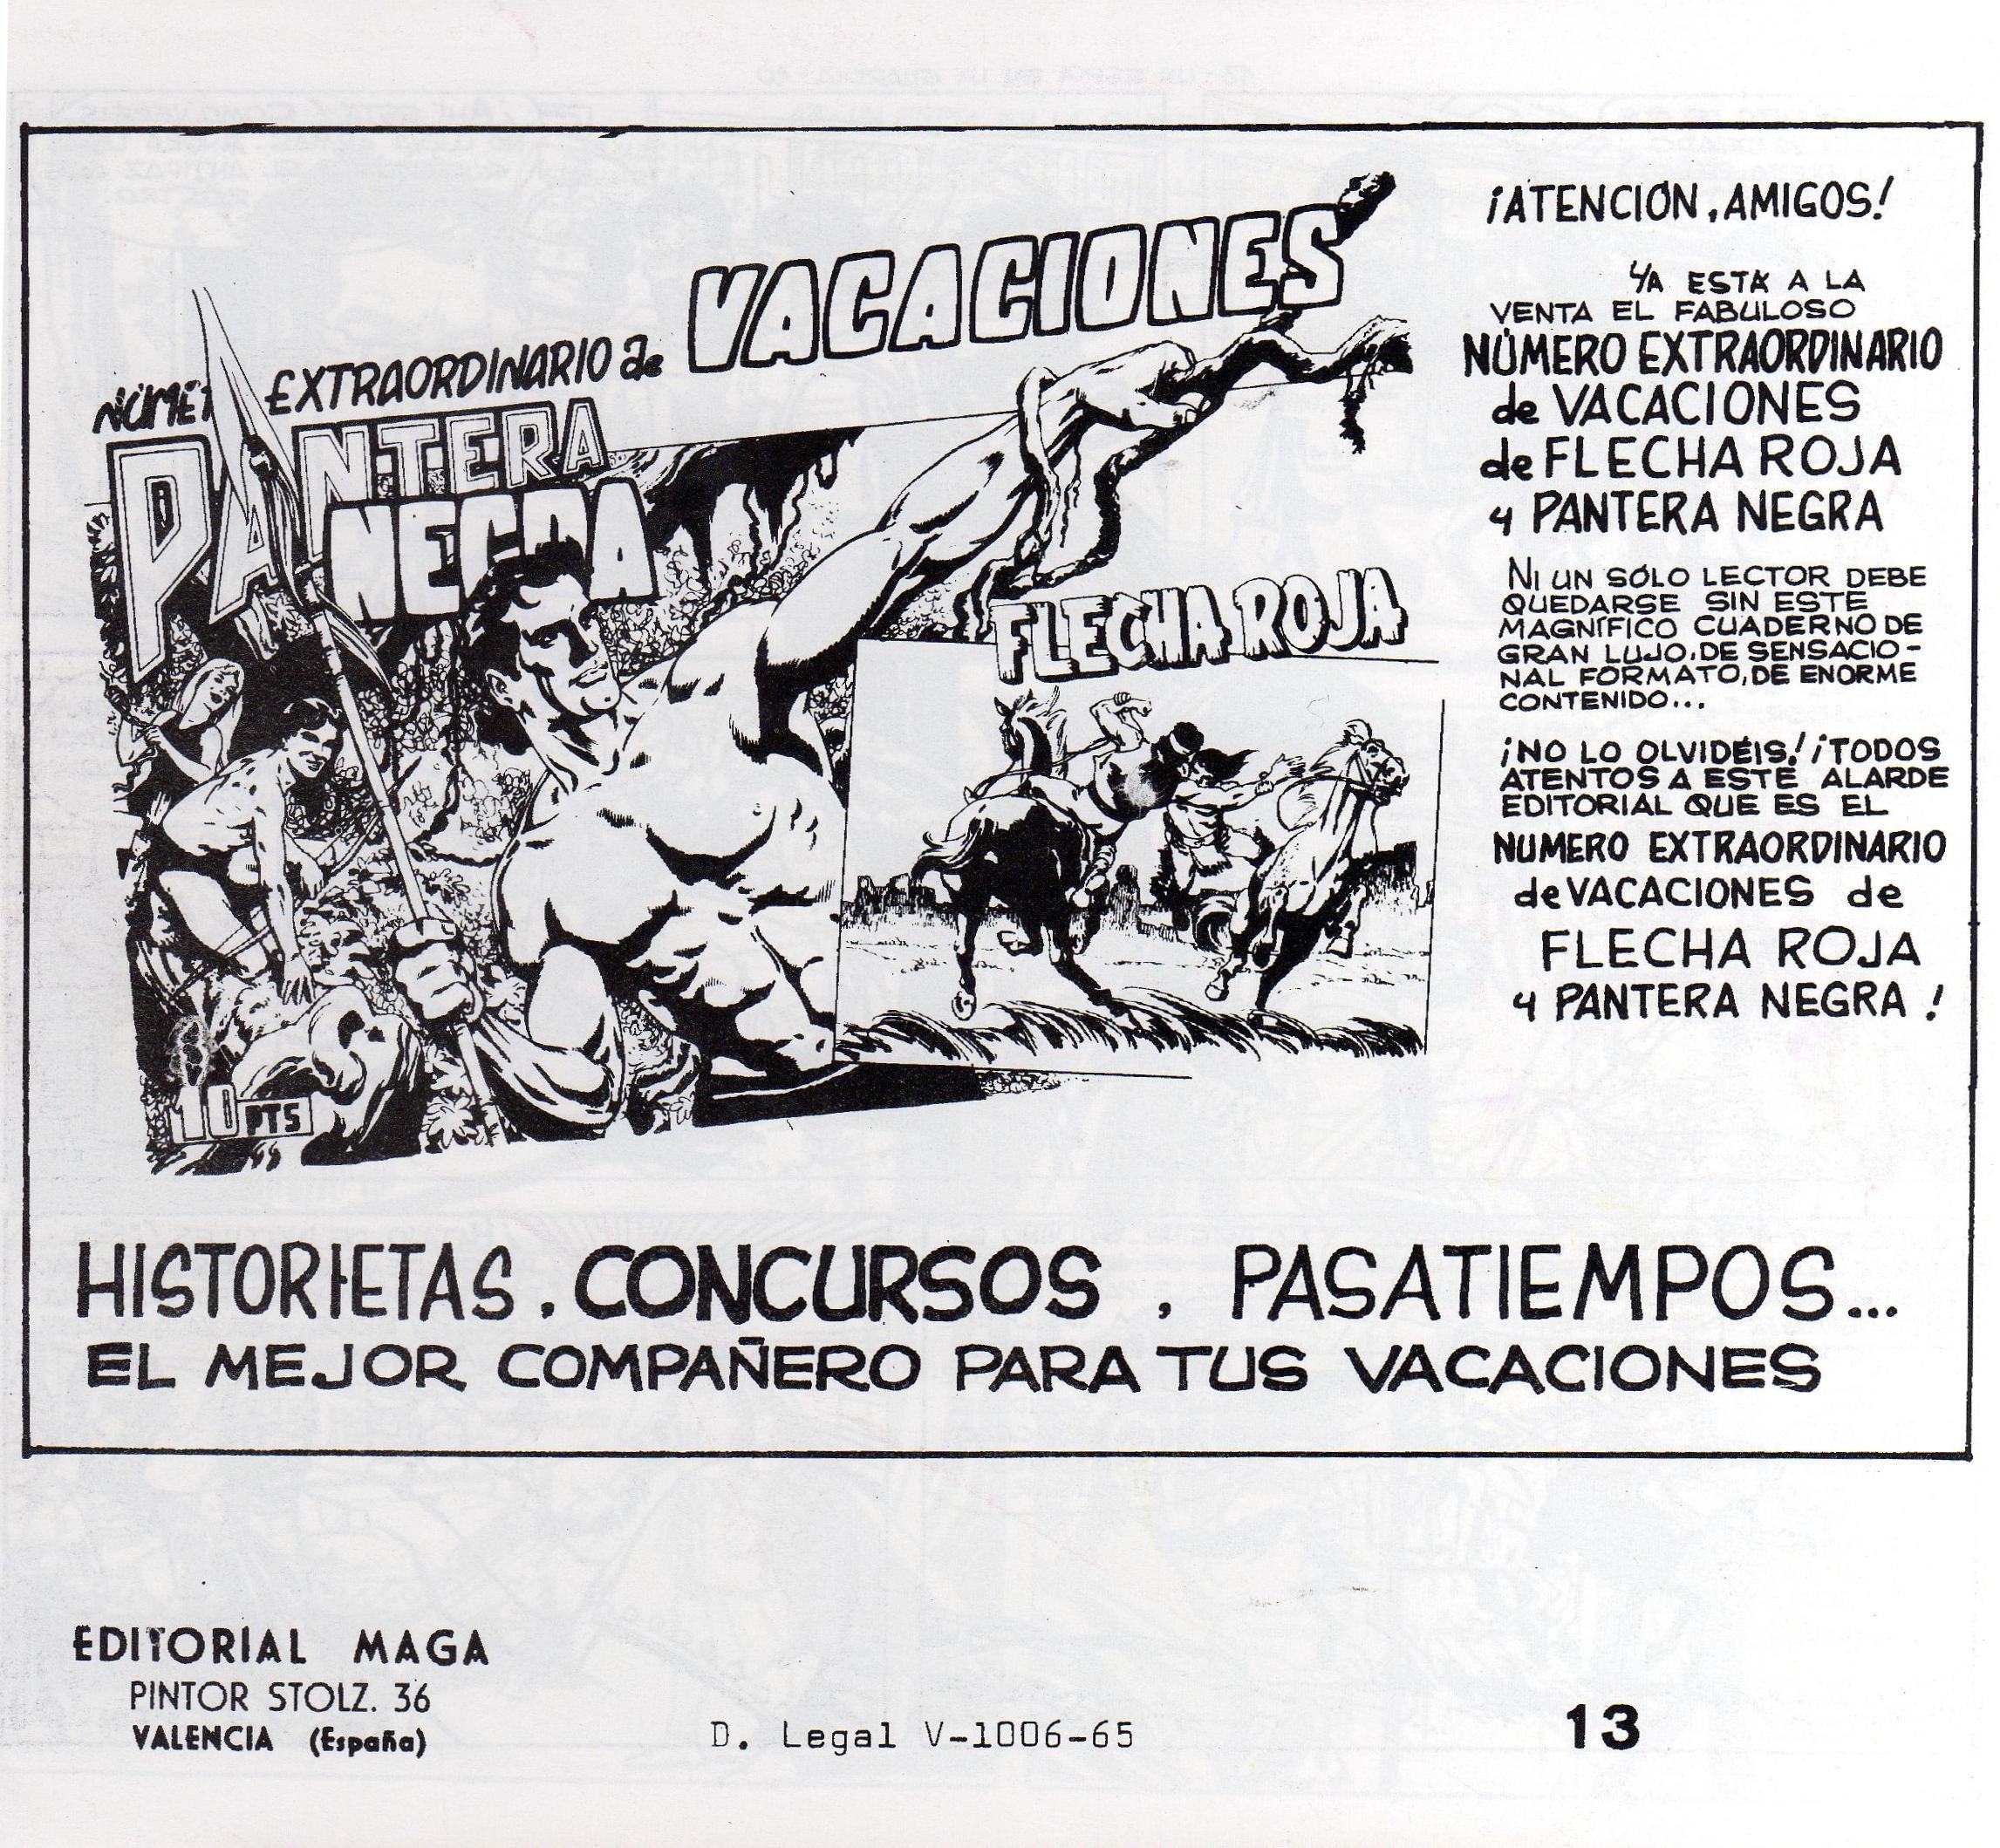 NÚMERO EXTRAORDINARIO de VACACIONES
PANTERA
NEGRA
FLECHA ROJA
10 PTS
¡ATENCIÓN, AMIGOS!
YA ESTÁ A LA
VENTA EL FABULOSO
NÚMERO EXTRAORDINARIO
de VACACIONES
de FLECHA ROJA
y PANTERA NEGRA
NI UN SÓLO LECTOR DEBE
QUEDARSE SIN ESTE
MAGNÍFICO CUADERNO DE
GRAN LUJO, DE SENSACIO-
NAL FORMATO, DE ENORME
CONTENIDO...
¡NO LO OLVIDÉIS! ¡TODOS
ATENTOS A ESTE ALARDE
EDITORIAL QUE ES EL
NUMERO EXTRAORDINARIO
de VACACIONES de
FLECHA ROJA
y PANTERA NEGRA !
HISTORIETAS, CONCURSOS, PASATIEMPOS...
EL MEJOR COMPAÑERO PARA TUS VACACIONES
EDITORIAL MAGA
PINTOR STOLZ. 36
VALENCIA (España)
D. Legal V-1006-65
13